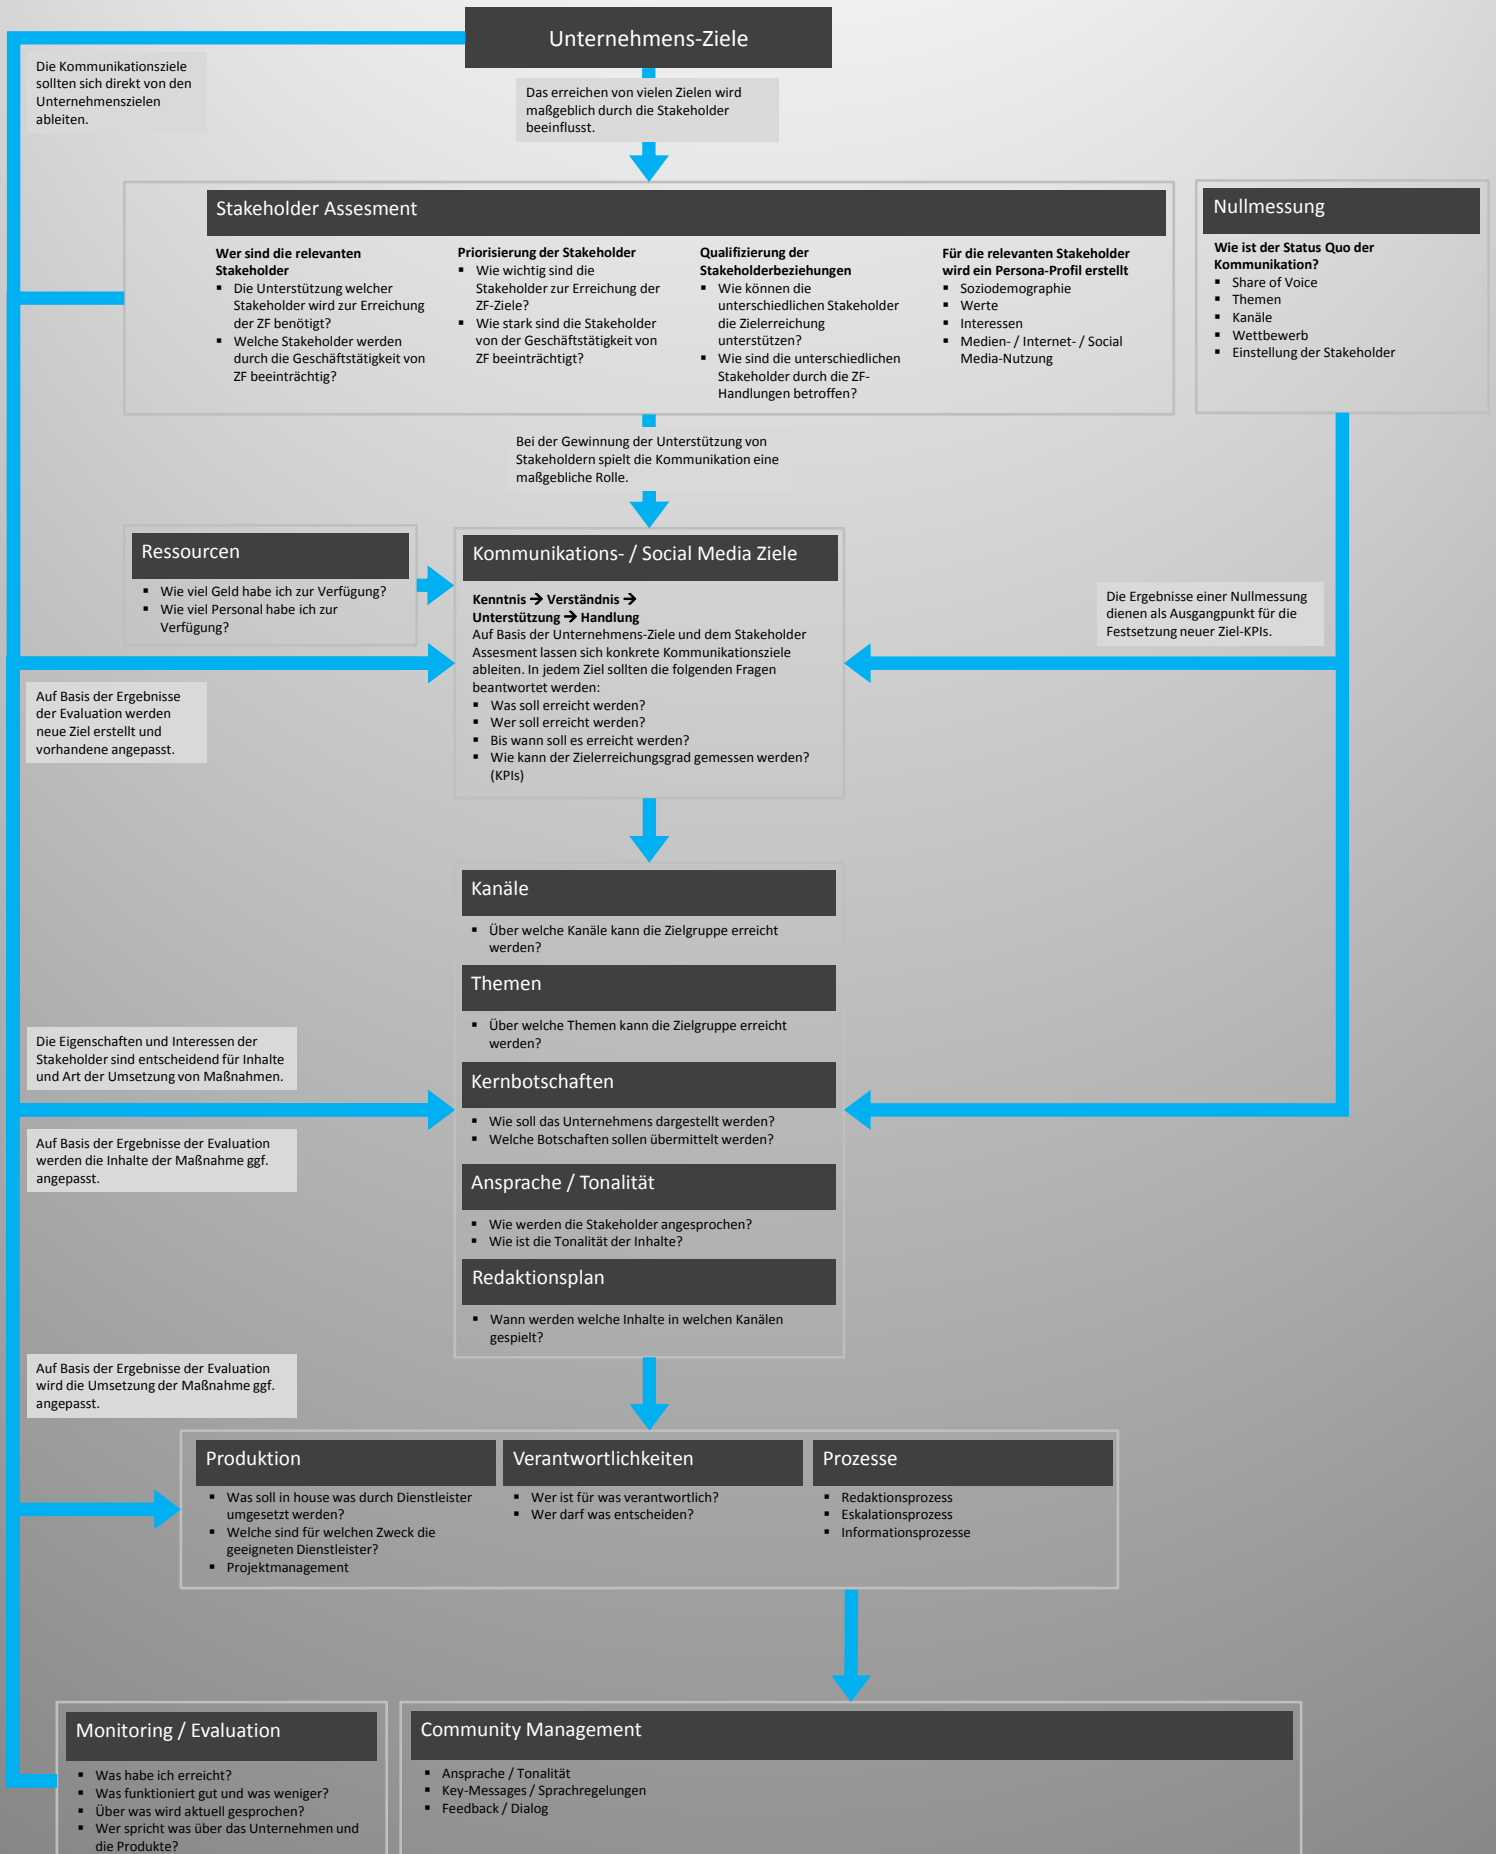 Unternehmens-Ziele
Die Kommunikationsziele
sollten sich direkt von den
Unternehmenszielen
ableiten.
Das erreichen von vielen Zielen wird
maßgeblich durch die Stakeholder
beeinflusst.
Stakeholder Assesment
Wer sind die relevanten
Stakeholder
▪ Die Unterstützung welcher
Stakeholder wird zur Erreichung
der ZF benötigt?
▪ Welche Stakeholder werden
durch die Geschäftstätigkeit von
ZF beeinträchtig?
Priorisierung der Stakeholder
▪ Wie wichtig sind die
Stakeholder zur Erreichung der
ZF-Ziele?
▪ Wie stark sind die Stakeholder
von der Geschäftstätigkeit von
ZF beeinträchtigt?
Qualifizierung der
Stakeholderbeziehungen
▪ Wie können die
unterschiedlichen Stakeholder
die Zielerreichung
unterstützen?
▪ Wie sind die unterschiedlichen
Stakeholder durch die ZF-
Handlungen betroffen?
Für die relevanten Stakeholder
wird ein Persona-Profil erstellt
▪ Soziodemographie
▪ Werte
▪ Interessen
▪ Medien- / Internet- / Social
Media-Nutzung
Nullmessung
Wie ist der Status Quo der
Kommunikation?
▪ Share of Voice
▪ Themen
▪ Kanäle
▪ Wettbewerb
▪ Einstellung der Stakeholder
Bei der Gewinnung der Unterstützung von
Stakeholdern spielt die Kommunikation eine
maßgebliche Rolle.
Ressourcen
▪ Wie viel Geld habe ich zur Verfügung?
▪ Wie viel Personal habe ich zur
Verfügung?
Kommunikations- / Social Media Ziele
Kenntnis → Verständnis →
Unterstützung → Handlung
Auf Basis der Unternehmens-Ziele und dem Stakeholder
Assesment lassen sich konkrete Kommunikationsziele
ableiten. In jedem Ziel sollten die folgenden Fragen
beantwortet werden:
▪ Was soll erreicht werden?
▪ Wer soll erreicht werden?
▪ Bis wann soll es erreicht werden?
▪ Wie kann der Zielerreichungsgrad gemessen werden?
(KPIs)
Die Ergebnisse einer Nullmessung
dienen als Ausgangpunkt für die
Festsetzung neuer Ziel-KPIs.
Auf Basis der Ergebnisse
der Evaluation werden
neue Ziel erstellt und
vorhandene angepasst.
Kanäle
▪ Über welche Kanäle kann die Zielgruppe erreicht
werden?
Themen
▪ Über welche Themen kann die Zielgruppe erreicht
werden?
Kernbotschaften
▪ Wie soll das Unternehmens dargestellt werden?
▪ Welche Botschaften sollen übermittelt werden?
Ansprache / Tonalität
▪ Wie werden die Stakeholder angesprochen?
▪ Wie ist die Tonalität der Inhalte?
Redaktionsplan
▪ Wann werden welche Inhalte in welchen Kanälen
gespielt?
Die Eigenschaften und Interessen der
Stakeholder sind entscheidend für Inhalte
und Art der Umsetzung von Maßnahmen.
Auf Basis der Ergebnisse der Evaluation
werden die Inhalte der Maßnahme ggf.
angepasst.
Auf Basis der Ergebnisse der Evaluation
wird die Umsetzung der Maßnahme ggf.
angepasst.
Produktion
▪ Was soll in house was durch Dienstleister
umgesetzt werden?
▪ Welche sind für welchen Zweck die
geeigneten Dienstleister?
▪ Projektmanagement
Verantwortlichkeiten
▪ Wer ist für was verantwortlich?
▪ Wer darf was entscheiden?
Prozesse
▪ Redaktionsprozess
▪ Eskalationsprozess
▪ Informationsprozesse
Monitoring / Evaluation
▪ Was habe ich erreicht?
▪ Was funktioniert gut und was weniger?
▪ Über was wird aktuell gesprochen?
▪ Wer spricht was über das Unternehmen und
die Produkte?
Community Management
▪ Ansprache / Tonalität
▪ Key-Messages / Sprachregelungen
▪ Feedback / Dialog